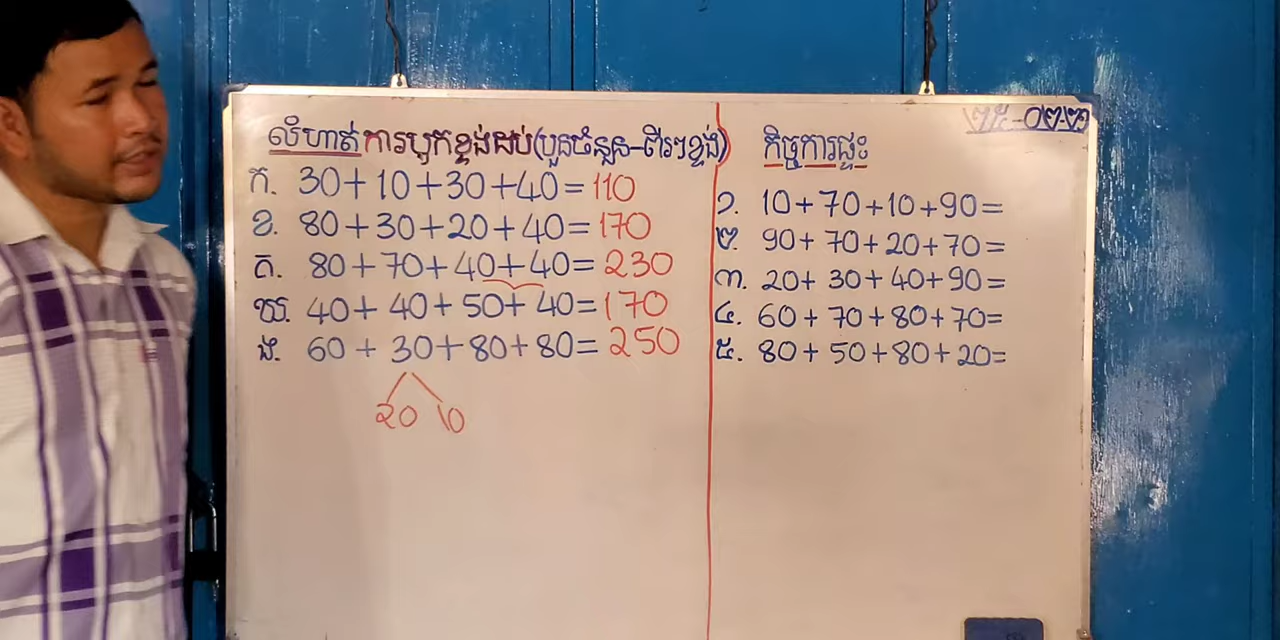 លំហាត់ការបូកខ្ទង់ដប់(បួនចំនួន-ពីរៗខ្ទង់)
ក. 30+10+30+40=110
ខ. 80+30+20+40=170
គ. 80+70+40+40=230
ឃ. 40+40+50+40=170
ង. 60+30+80+80=250
20 10
កិច្ចការផ្ទះ
១. 10+70+10+90=
២. 90+70+20+70=
៣. 20+30+40+90=
៤. 60+70+80+70=
៥. 80+50+80+20=